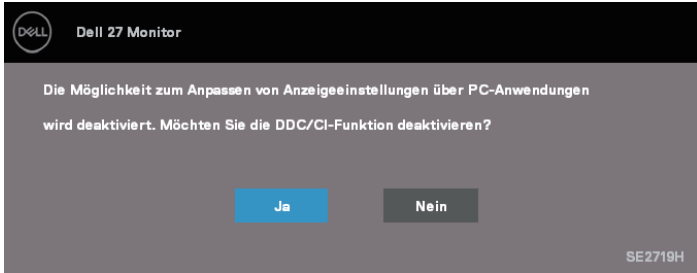 DELL
Dell 27 Monitor
Die Möglichkeit zum Anpassen von Anzeigeeinstellungen über PC-Anwendungen
wird deaktiviert. Möchten Sie die DDC/CI-Funktion deaktivieren?
Ja
Nein
SE2719H